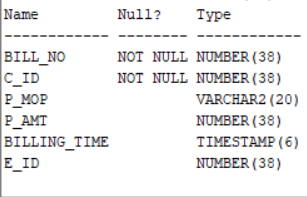 Name Null? Type
------------ -------- ------------
BILL_NO NOT NULL NUMBER(38)
C_ID NOT NULL NUMBER(38)
P_MOP VARCHAR2(20)
P_AMT NUMBER(38)
BILLING_TIME TIMESTAMP(6)
E_ID NUMBER(38)